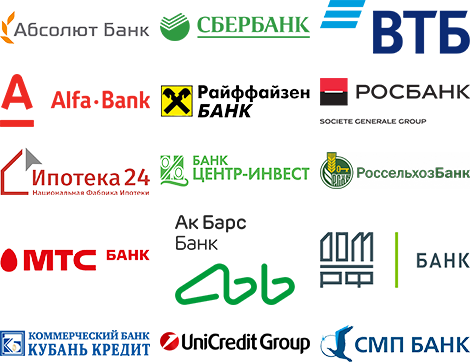 Абсолют Банк
СБЕРБАНК
ВТБ
А
Alfa·Bank
Райффайзен
БАНК
РОСБАНК
SOCIETE GENERALE GROUP
Ипотека 24
Национальная Фабрика Ипотеки
БАНК
ЦЕНТР-ИНВЕСТ
РоссельхозБанк
МТС БАНК
Ак Барс
Банк
ДОМ
РФ
БАНК
КОММЕРЧЕСКИЙ БАНК
КУБАНЬ КРЕДИТ
UniCredit Group
СМП БАНК